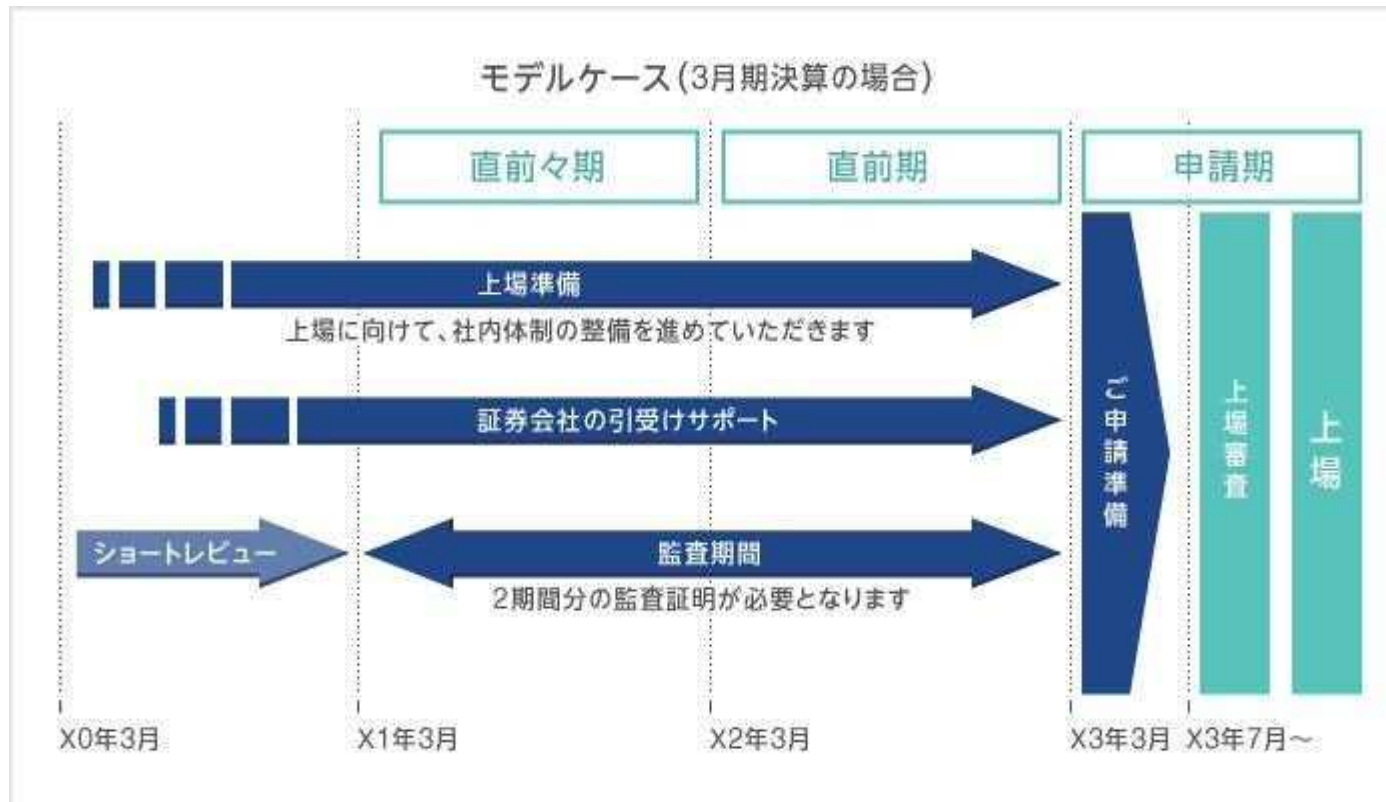 モデルケース(3月期決算の場合)
直前々期
直前期
申請期
上場準備
上場に向けて、社内体制の整備を進めていただきます
証券会社の引受けサポート
ショートレビュー
監査期間
2期間分の監査証明が必要となります
ご申請準備
上場審査
上場
X0年3月
X1年3月
X2年3月
X3年3月
X3年7月～